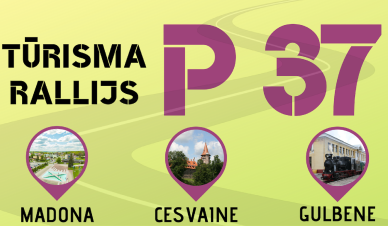 TŪRISMA
RALLIJS
P 37
MADONA
CESVAINE
GULBENE